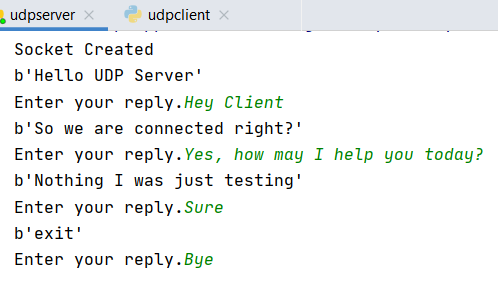 udpserver udpclient
Socket Created
b'Hello UDP Server'
Enter your reply.Hey Client
b'So we are connected right?'
Enter your reply.Yes, how may I help you today?
b'Nothing I was just testing'
Enter your reply.Sure
b'exit'
Enter your reply.Bye